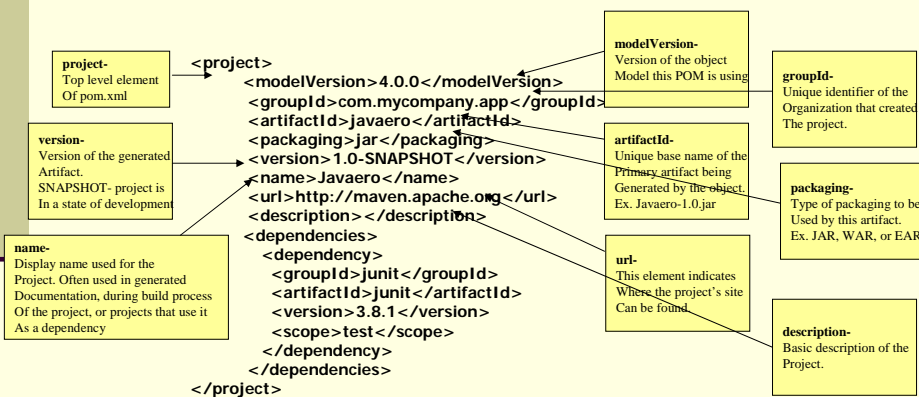 project-
Top level element
Of pom.xml
version-
Version of the generated
Artifact.
SNAPSHOT- project is
In a state of development
name-
Display name used for the
Project. Often used in generated
Documentation, during build process
Of the project, or projects that use it
As a dependency
<project>
<modelVersion>4.0.0</modelVersion>
<groupId>com.mycompany.app</groupId>
<artifactId>javaero</artifactId>
<packaging>jar</packaging>
<version>1.0-SNAPSHOT</version>
<name>Javaero</name>
<url>http://maven.apache.org</url>
<description></description>
<dependencies>
<dependency>
<groupId>junit</groupId>
<artifactId>junit</artifactId>
<version>3.8.1</version>
<scope>test</scope>
</dependency>
</dependencies>
</project>
modelVersion-
Version of the object
Model this POM is using
artifactId-
Unique base name of the
Primary artifact being
Generated by the object.
Ex. Javaero-1.0.jar
url-
This element indicates
Where the project's site
Can be found.
groupId-
Unique identifier of the
Organization that created
The project.
packaging-
Type of packaging to be
Used by this artifact.
Ex. JAR, WAR, or EAR
description-
Basic description of the
Project.